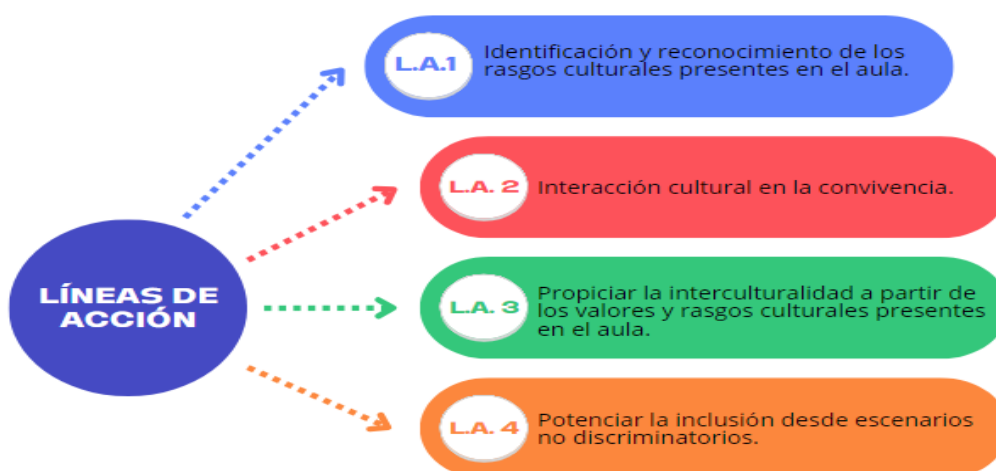 L.A.1
Identificación y reconocimiento de los
rasgos culturales presentes en el aula.
L.A. 2
Interacción cultural en la convivencia.
LÍNEAS DE
ACCIÓN
L.A. 3
Propiciar la interculturalidad a partir de
los valores y rasgos culturales presentes
en el aula.
L.A. 4
Potenciar la inclusión desde escenarios
no discriminatorios.